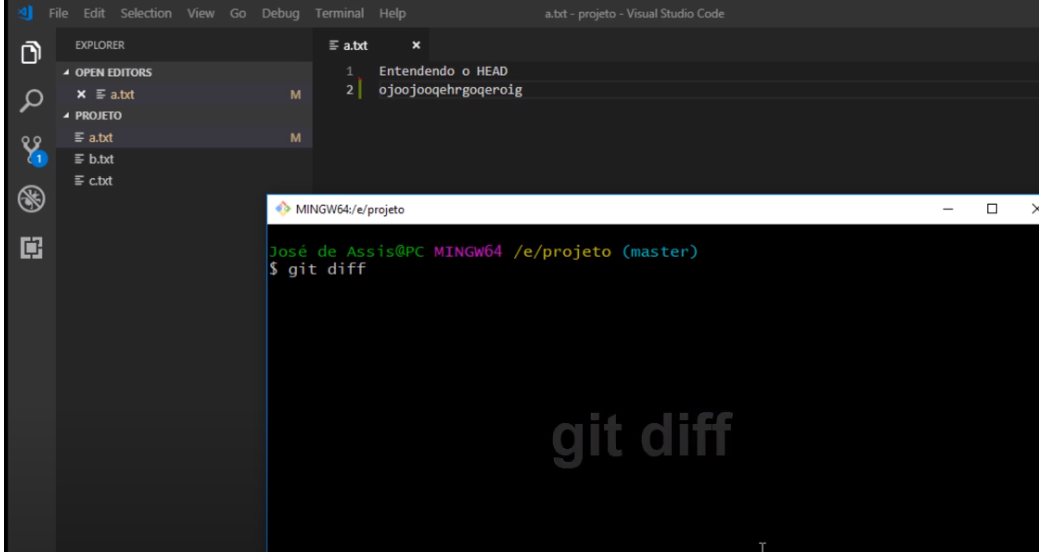 File Edit Selection View Go Debug Terminal Help a.txt - projeto - Visual Studio Code
EXPLORER
OPEN EDITORS
a.txt M
PROJETO
a.txt M
b.txt
c.txt
1
a.txt
1 Entendendo o HEAD
2 ojoojooqehrgoqeroig
MINGW64:/e/projeto
José de Assis@PC MINGW64 /e/projeto (master)
$ git diff
git diff